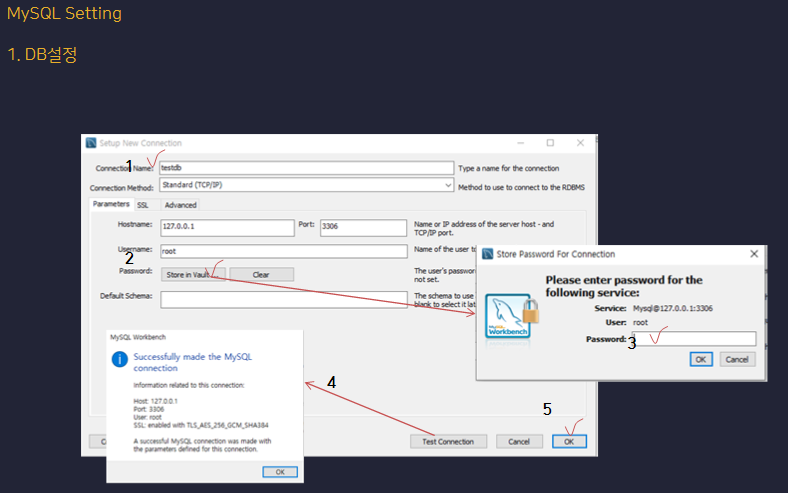 MySQL Setting
1. DB설정
Setup New Connection
1
Connection Name: testdb Type a name for the connection
Connection Method: Standard (TCP/IP) Method to use to connect to the RDBMS
Parameters SSL Advanced
Hostname: 127.0.0.1 Port: 3306 Name or IP address of the server host - and
TCP/IP port.
Username: root Name of the user to
2
Password: Store in Vault ... Clear The user's password
not set.
Default Schema: The schema to use
blank to select it lat
Store Password For Connection
Please enter password for the
following service:
Service: Mysql@127.0.0.1:3306
User: root
Password:
3
OK Cancel
MySQL
Workbench
MySQL Workbench
Successfully made the MySQL
connection
Information related to this connection:
Host: 127.0.0.1
Port: 3306
User: root
SSL: enabled with TLS_AES_256_GCM_SHA384
A successful MySQL connection was made with
the parameters defined for this connection.
OK
4
5
Test Connection Cancel OK